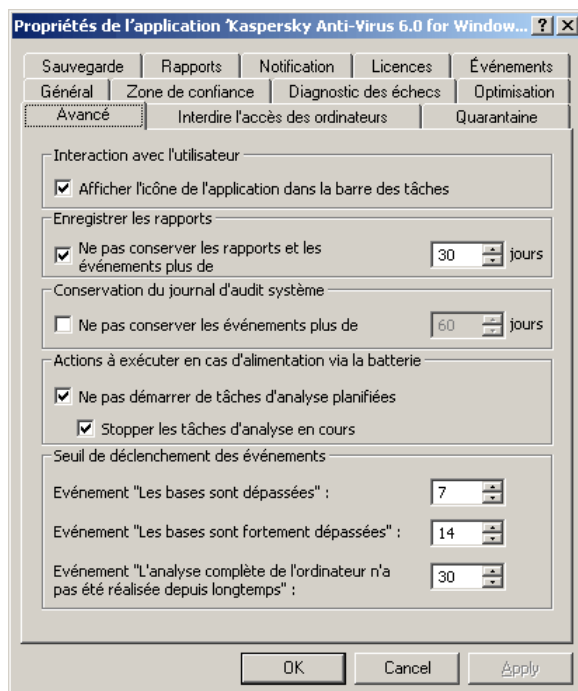 Propriétés de l'application 'Kaspersky Anti-Virus 6.0 for Window...
Sauvegarde Rapports Notification Licences Événements
Général Zone de confiance Diagnostic des échecs Optimisation
Avancé Interdire l'accès des ordinateurs Quarantaine
Interaction avec l'utilisateur
Afficher l'icône de l'application dans la barre des tâches
Enregistrer les rapports
Ne pas conserver les rapports et les
événements plus de
30 jours
Conservation du journal d'audit système
Ne pas conserver les événements plus de 60 jours
Actions à exécuter en cas d'alimentation via la batterie
Ne pas démarrer de tâches d'analyse planifiées
Stopper les tâches d'analyse en cours
Seuil de déclenchement des événements
Evénement "Les bases sont dépassées" : 7
Evénement "Les bases sont fortement dépassées" : 14
Evénement "L'analyse complète de l'ordinateur n'a
pas été réalisée depuis longtemps" :
30
OK Cancel Apply